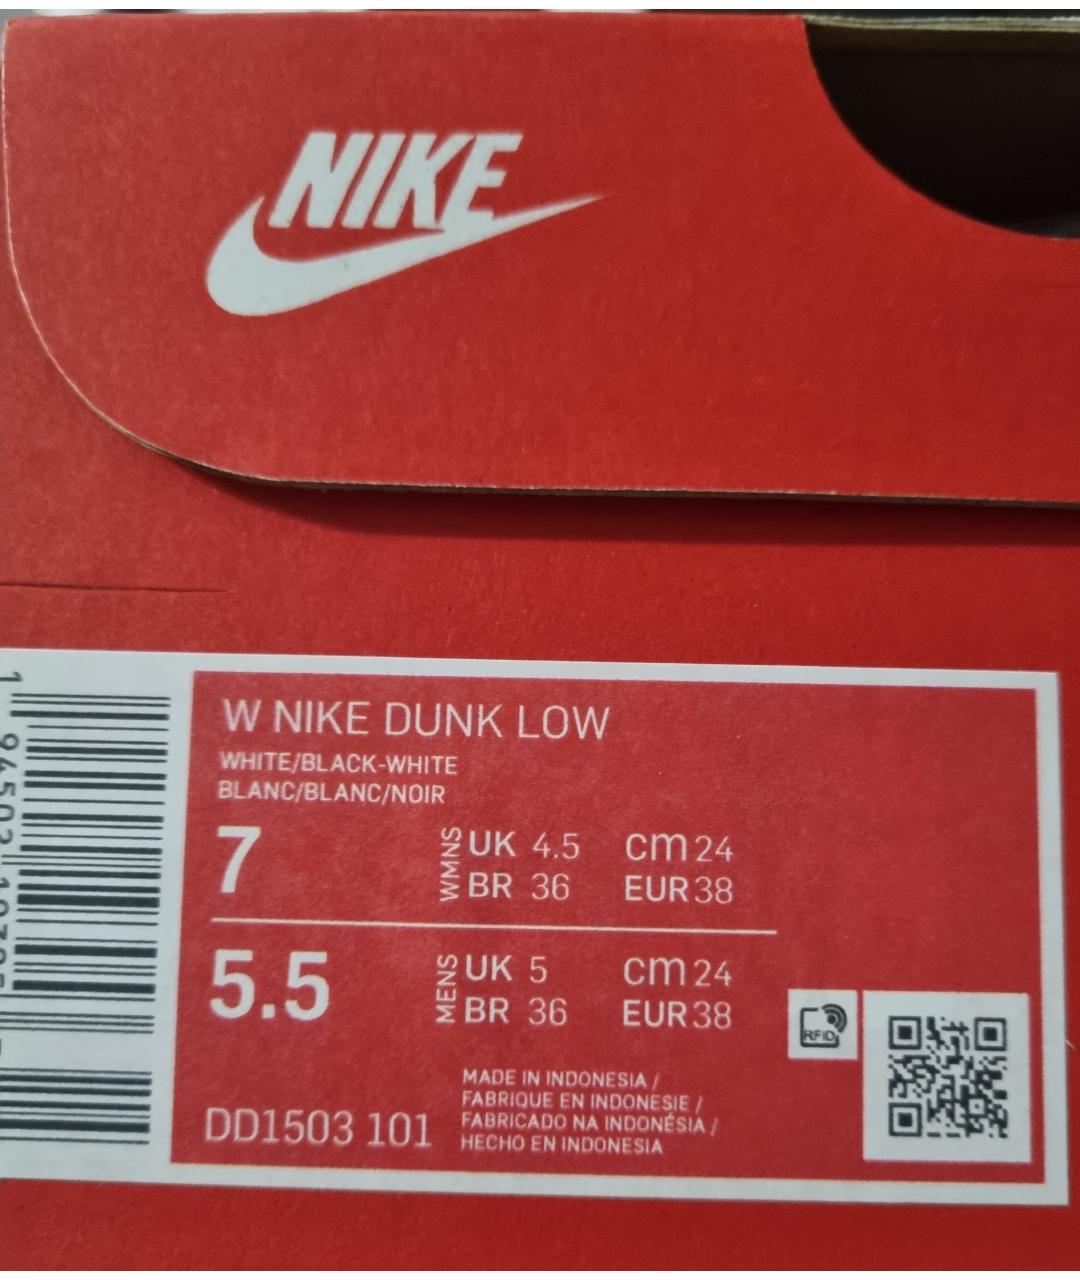 NIKE
W NIKE DUNK LOW
WHITE/BLACK-WHITE
BLANC/BLANC/NOIR
7 WMNS UK 4.5 cm 24
BR 36 EUR 38
5.5 MENS UK 5 cm 24
BR 36 EUR 38
RFID
DD1503 101
MADE IN INDONESIA /
FABRIQUE EN INDONESIE /
FABRICADO NA INDONÉSIA /
HECHO EN INDONESIA